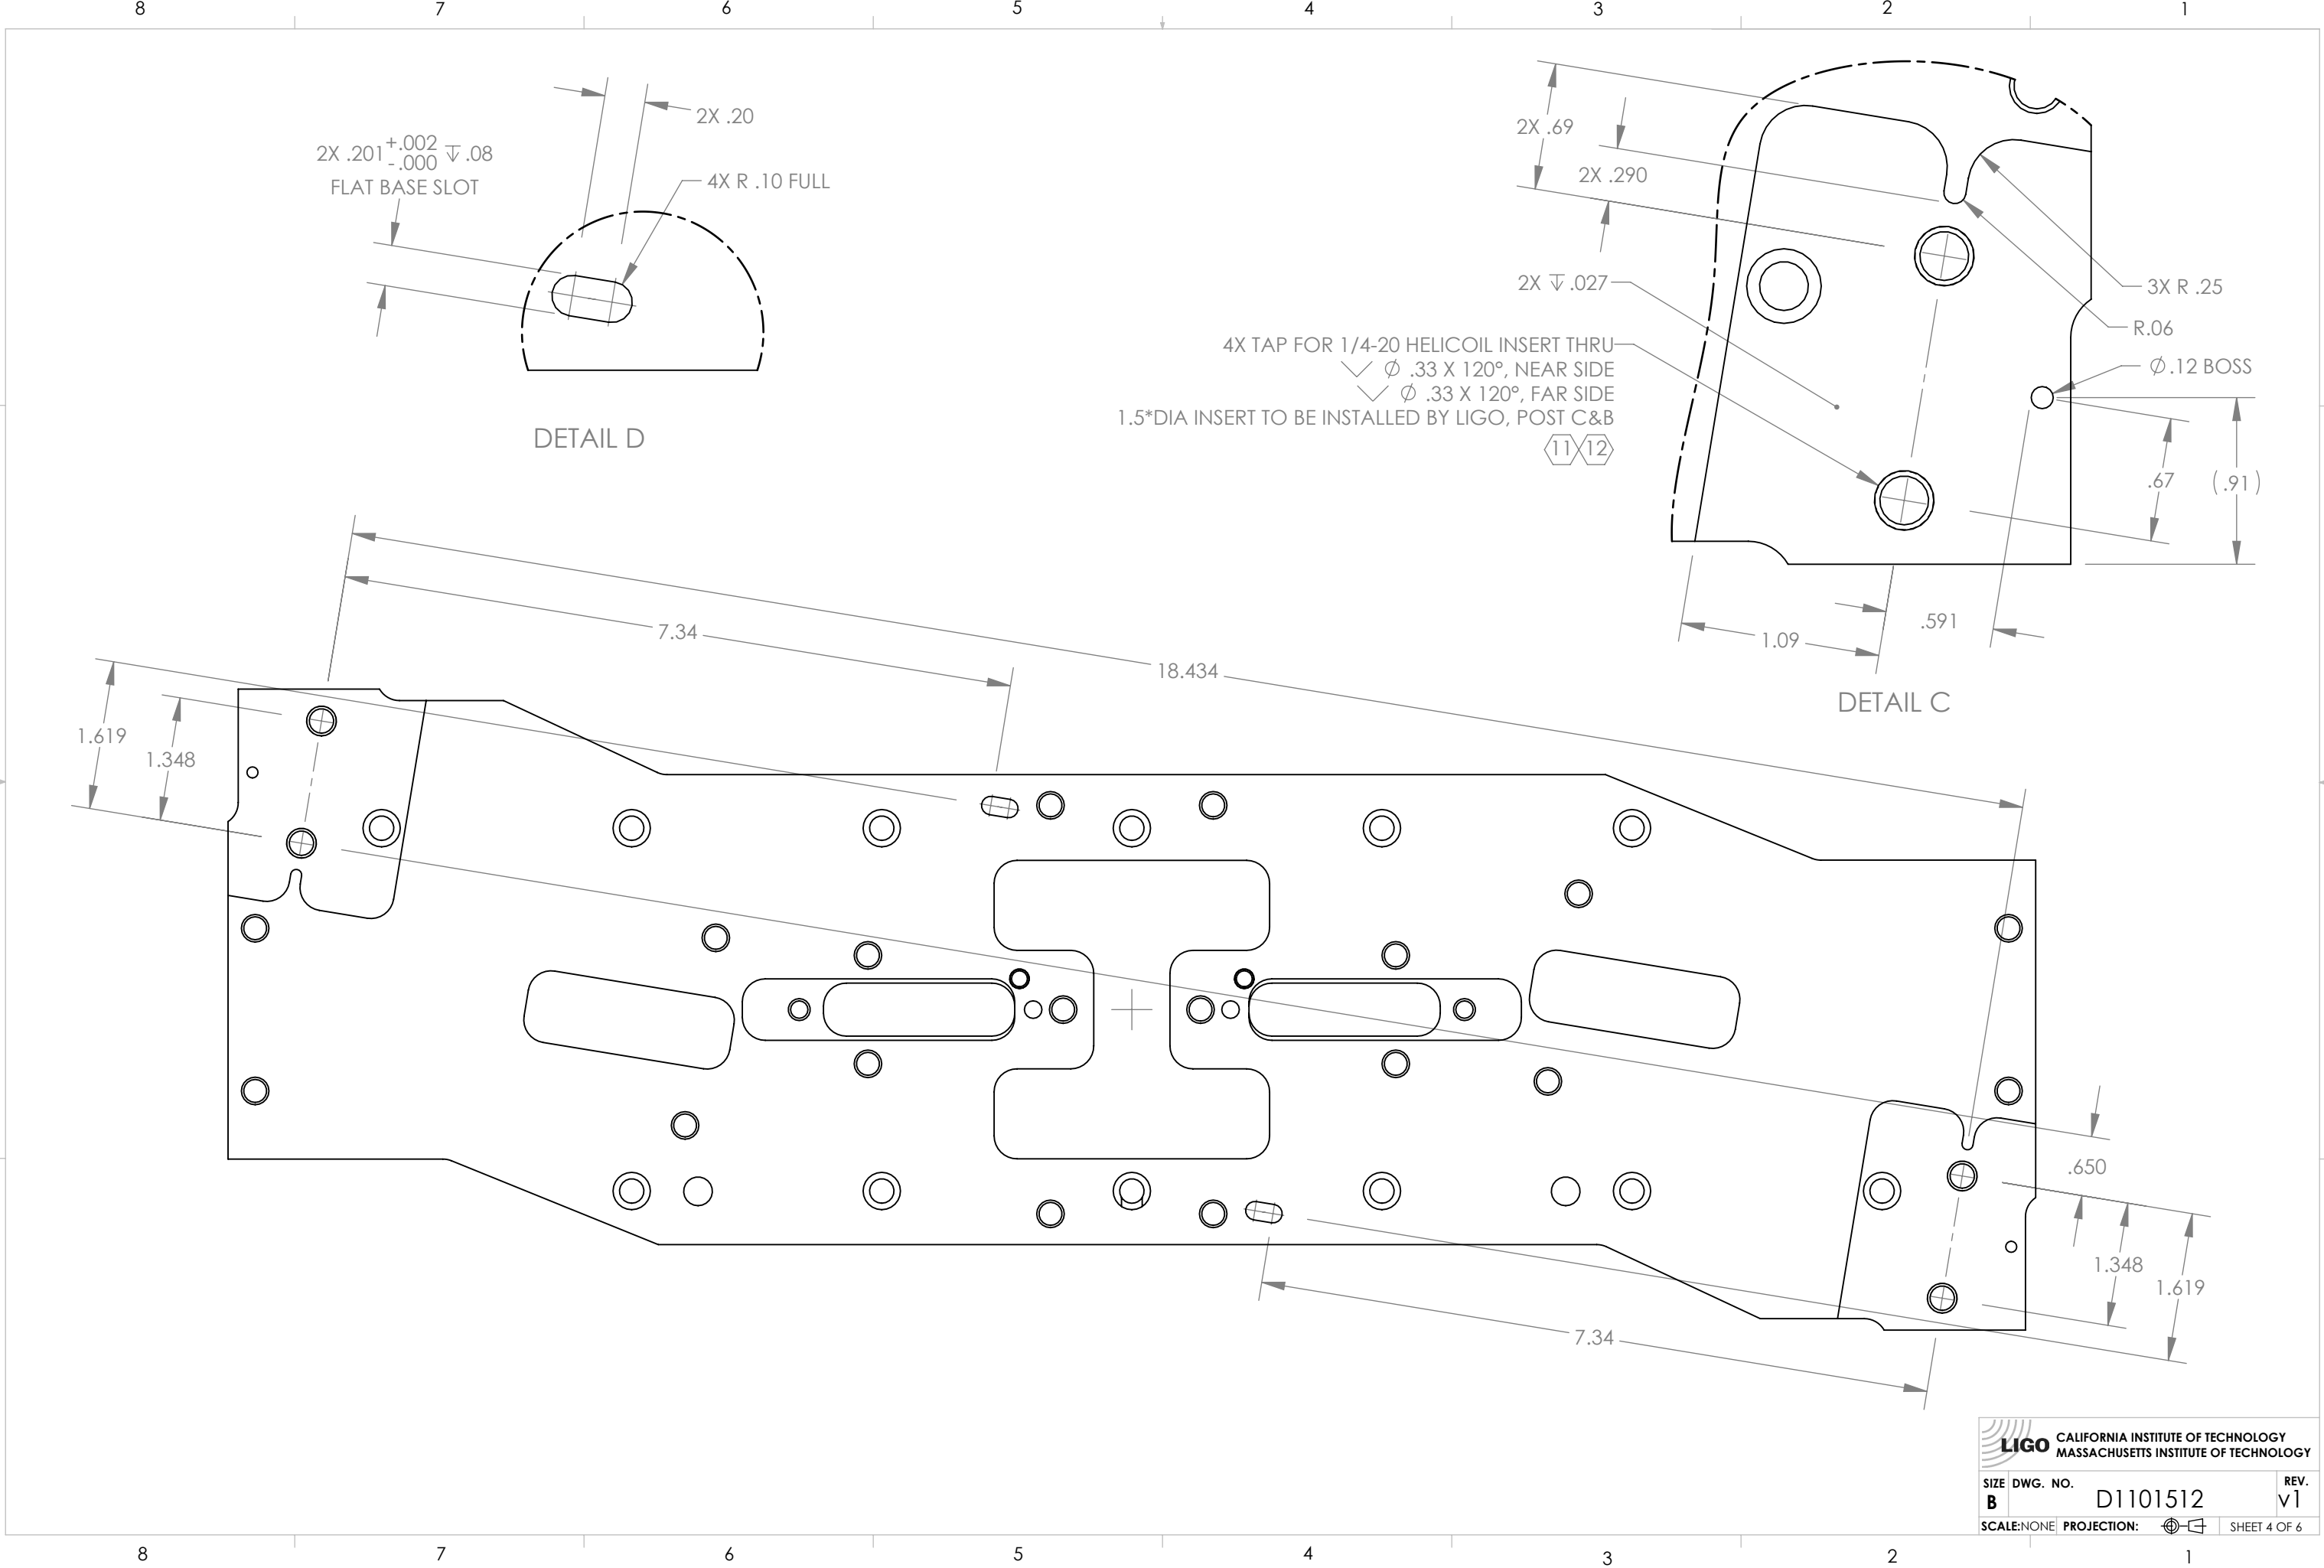 8 7 6 5 4 3 2 1
2X .20
2X .201 +.002 -.000 ↧ .08
FLAT BASE SLOT
4X R .10 FULL
DETAIL D
2X .69
2X .290
2X ↧ .027
4X TAP FOR 1/4-20 HELICOIL INSERT THRU
⌵ ∅ .33 X 120°, NEAR SIDE
⌵ ∅ .33 X 120°, FAR SIDE
1.5*DIA INSERT TO BE INSTALLED BY LIGO, POST C&B
11 12
3X R .25
R.06
∅.12 BOSS
.67
(.91)
.591
1.09
DETAIL C
7.34
18.434
1.619
1.348
.650
1.348
1.619
7.34
LIGO
CALIFORNIA INSTITUTE OF TECHNOLOGY
MASSACHUSETTS INSTITUTE OF TECHNOLOGY
SIZE DWG. NO. REV.
B D1101512 v1
SCALE:NONE PROJECTION: SHEET 4 OF 6
8 7 6 5 4 3 2 1